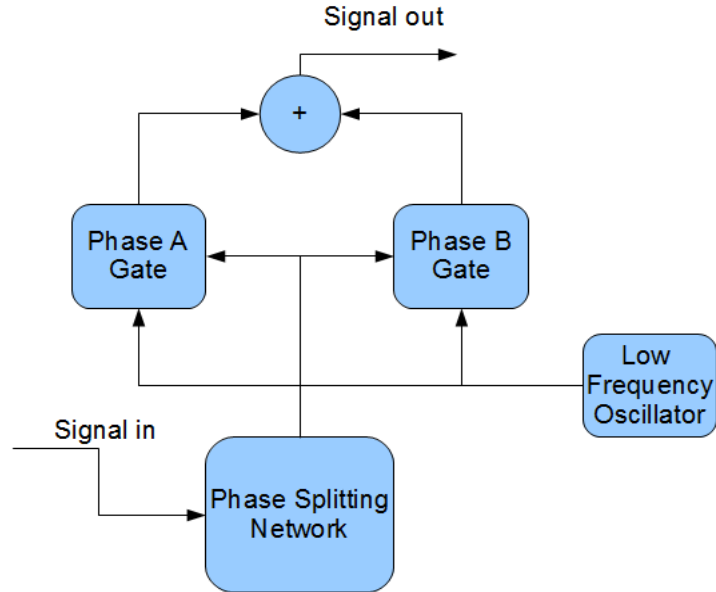 Signal out
+
Phase A
Gate
Phase B
Gate
Low
Frequency
Oscillator
Signal in
Phase Splitting
Network